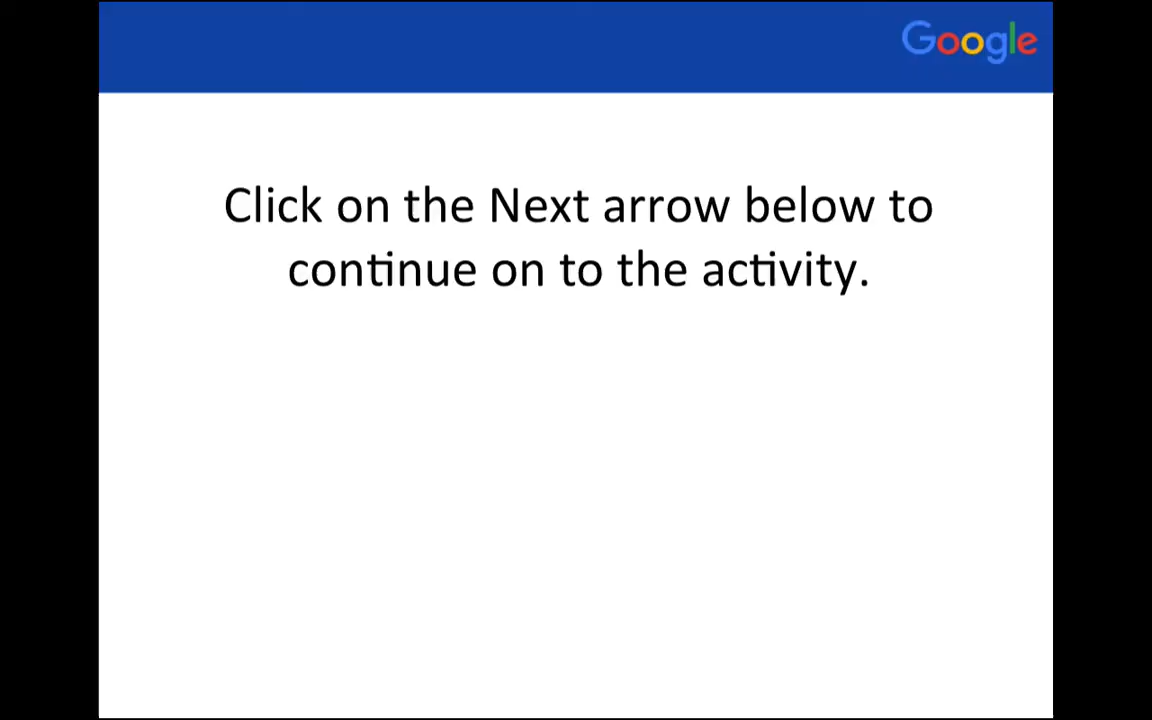 Google
Click on the Next arrow below to
continue on to the activity.